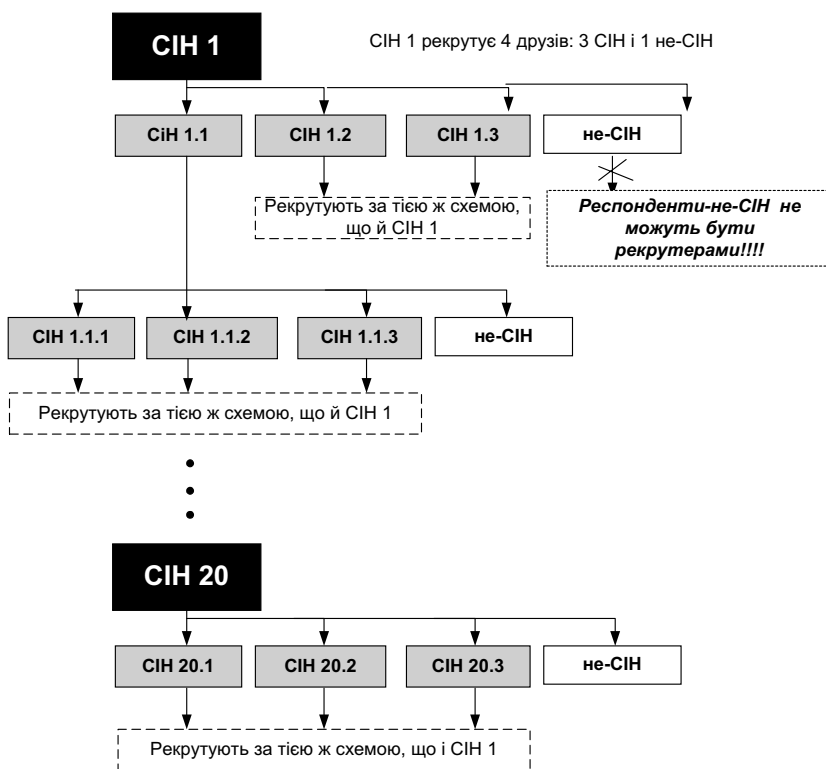 СІН 1
СІН 1 рекрутує 4 друзів: 3 СІН і 1 не-СІН
СіН 1.1
СІН 1.2
СІН 1.3
не-СІН
Рекрутують за тією ж схемою,
що й СІН 1
Респонденти-не-СІН не
можуть бути
рекрутерами!!!!
СІН 1.1.1
СІН 1.1.2
СІН 1.1.3
не-СІН
Рекрутують за тією ж схемою, що й СІН 1
СІН 20
СІН 20.1
СІН 20.2
СІН 20.3
не-СІН
Рекрутують за тією ж схемою, що і СІН 1